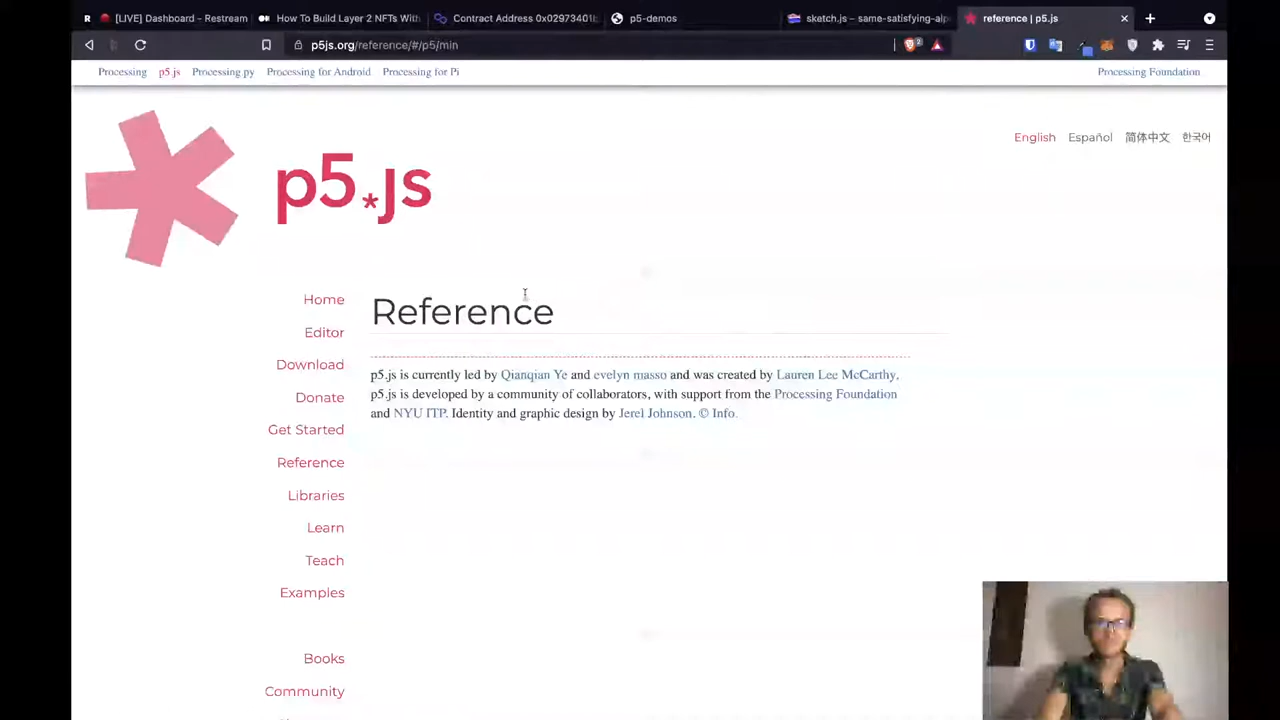 [LIVE] Dashboard - Restream
How To Build Layer 2 NFTs With
Contract Address 0x02973401b
p5-demos
sketch.js – same-satisfying-alp
reference | p5.js
p5js.org/reference/#/p5/min
Processing p5.js Processing.py Processing for Android Processing for Pi Processing Foundation
English Español 简体中文 한국어
p5.js
Home
Editor
Download
Donate
Get Started
Reference
Libraries
Learn
Teach
Examples
Books
Community
Reference
p5.js is currently led by Qianqian Ye and evelyn masso and was created by Lauren Lee McCarthy.
p5.js is developed by a community of collaborators, with support from the Processing Foundation
and NYU ITP. Identity and graphic design by Jerel Johnson. © Info.